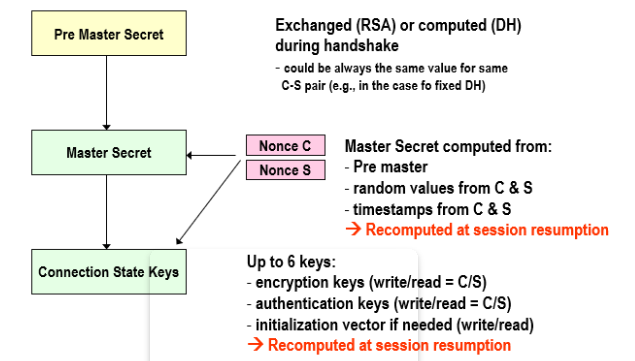 Pre Master Secret
Exchanged (RSA) or computed (DH)
during handshake
- could be always the same value for same
C-S pair (e.g., in the case fo fixed DH)
Master Secret
Nonce C
Nonce S
Master Secret computed from:
- Pre master
- random values from C & S
- timestamps from C & S
→ Recomputed at session resumption
Connection State Keys
Up to 6 keys:
- encryption keys (write/read = C/S)
- authentication keys (write/read = C/S)
- initialization vector if needed (write/read)
→ Recomputed at session resumption